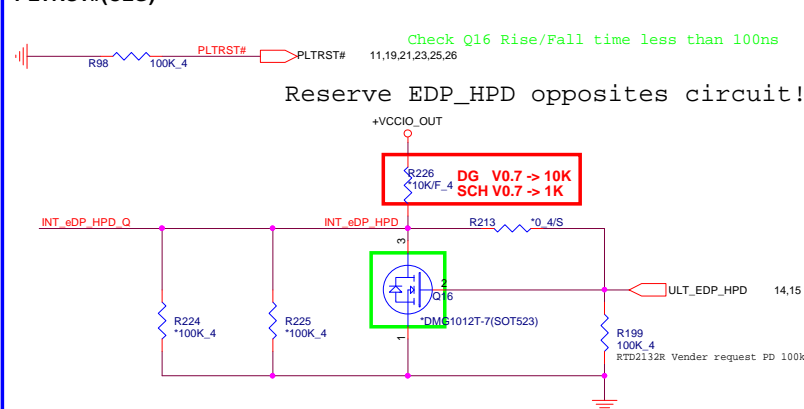 Check Q16 Rise/Fall time less than 100ns
PLTRST#
PLTRST#
11,19,21,23,25,26
R98
100K_4
Reserve EDP_HPD opposites circuit!
+VCCIO_OUT
R226
*10K/F_4
DG V0.7 -> 10K
SCH V0.7 -> 1K
INT_eDP_HPD_Q
INT_eDP_HPD
R213
*0_4/S
3
2
Q16
ULT_EDP_HPD
14,15
*DMG1012T-7(SOT523)
1
R224
*100K_4
R225
*100K_4
R199
100K_4
RTD2132R Vender request PD 100k